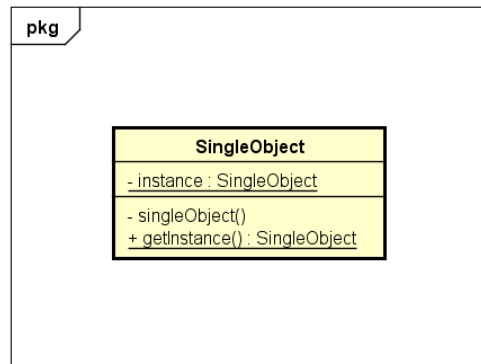 pkg
SingleObject
- instance : SingleObject
- singleObject()
+ getInstance() : SingleObject